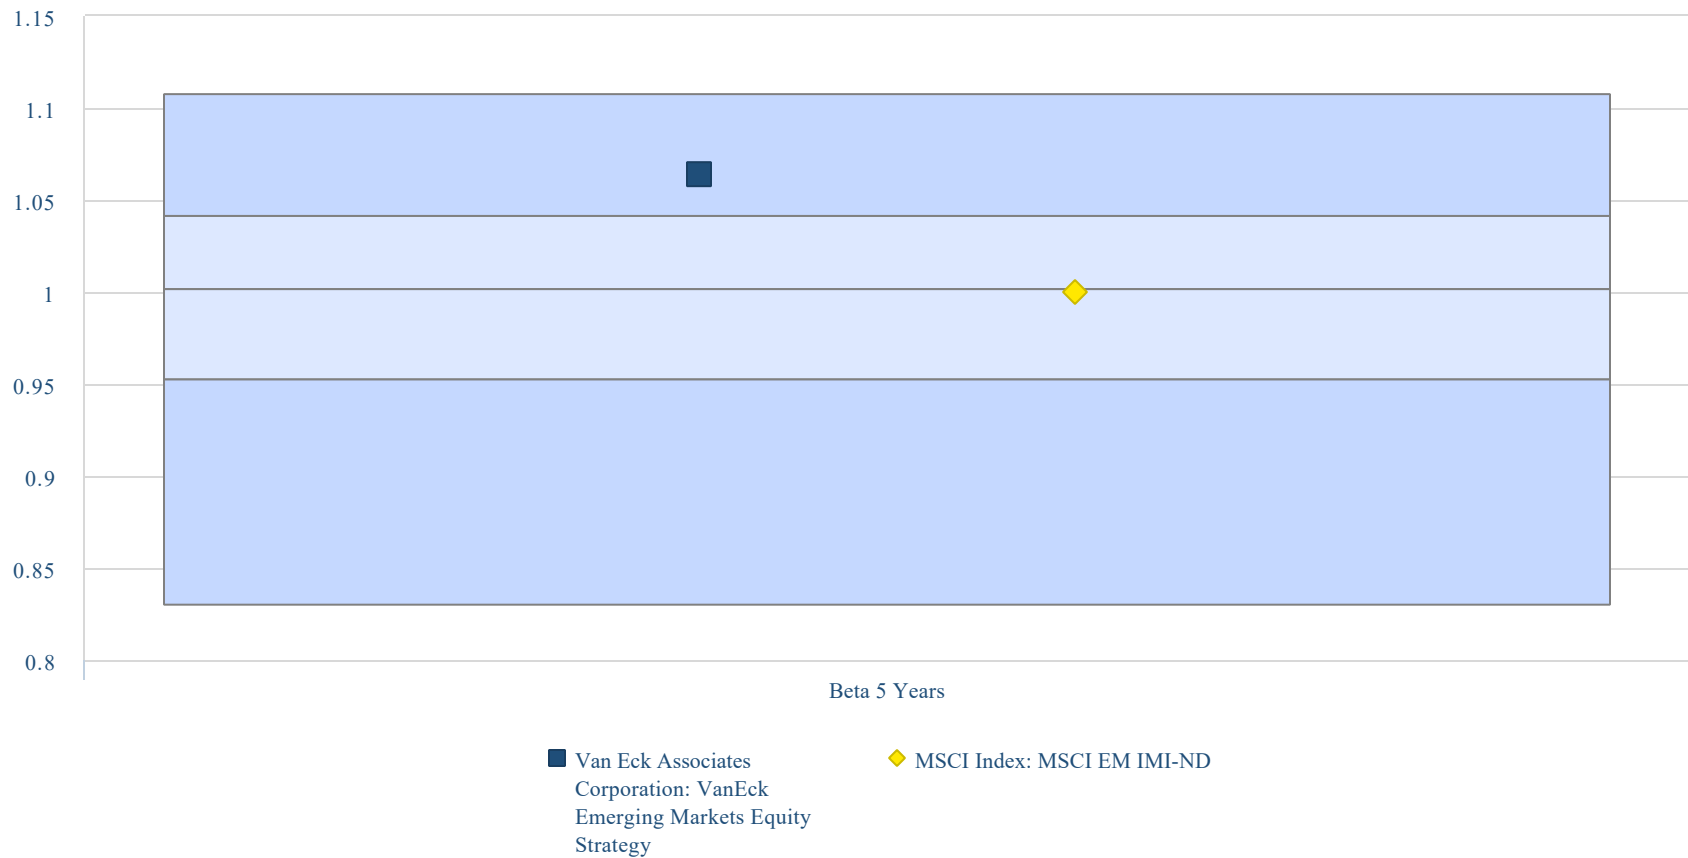 1.15
1.1
1.05
1
0.95
0.9
0.85
0.8
Beta 5 Years
Van Eck Associates
Corporation: VanEck
Emerging Markets Equity
Strategy
MSCI Index: MSCI EM IMI-ND